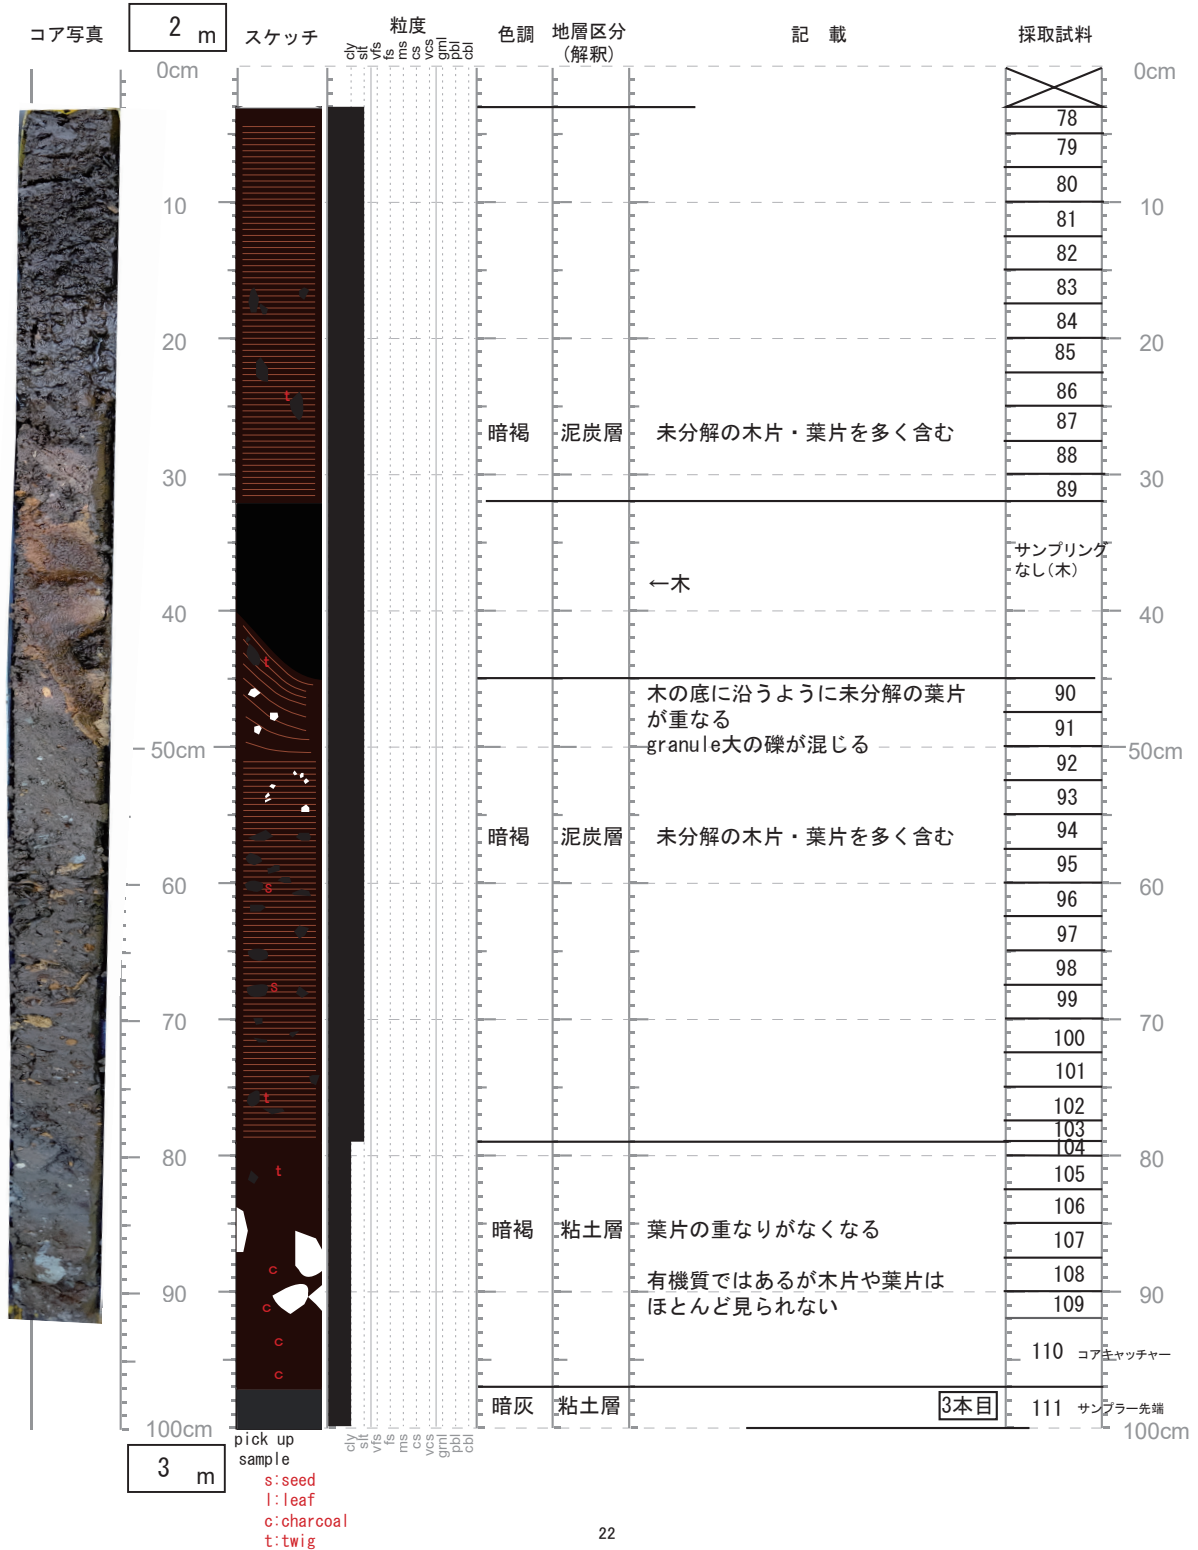 コア写真
2 m
スケッチ
粒度
cly slt vfs fs ms cs vcs grnl pbl cbl
色調
地層区分
(解釈)
記 載
採取試料
0cm
0cm
78
79
80
10
10
81
82
83
84
20
20
85
86
t
87
暗褐
泥炭層
未分解の木片・葉片を多く含む
88
30
30
89
サンプリング
なし(木)
←木
40
40
t
木の底に沿うように未分解の葉片
が重なる
granule大の礫が混じる
90
91
50cm
50cm
92
93
94
暗褐
泥炭層
未分解の木片・葉片を多く含む
95
s
60
60
96
97
98
s
99
70
70
100
101
t
102
103
104
80
80
t
105
106
暗褐
粘土層
葉片の重なりがなくなる
107
c
108
有機質ではあるが木片や葉片は
ほとんど見られない
90
90
c
109
c
110 コアキャッチャー
c
暗灰
粘土層
3本目
111 サンプラー先端
100cm
100cm
cly slt vfs fs ms cs vcs grnl pbl cbl
3 m
pick up
sample
s:seed
l:leaf
c:charcoal
t:twig
22